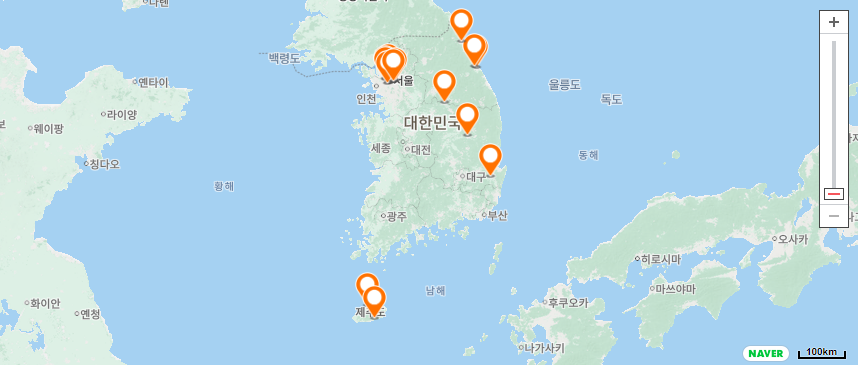 다롄
백령도
서울
인천
옌타이
라이양
웨이팡
칭다오
울릉도
독도
대한민국
세종
대전
동해
황해
대구
광주
부산
오사카
히로시마
제주도
남해
마쓰야마
후쿠오카
화이안
옌청
나가사키
NAVER
100km